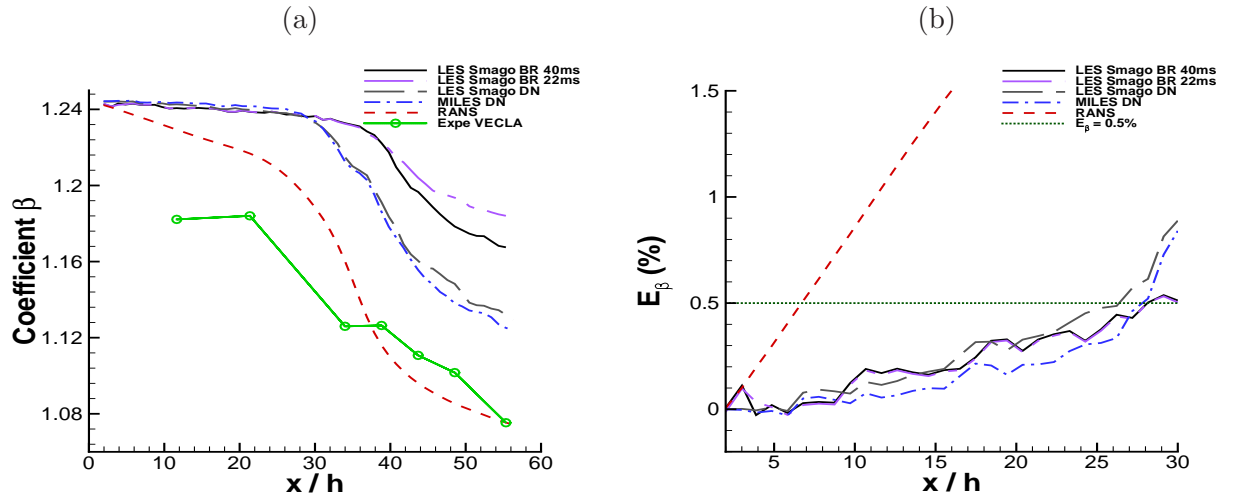 (a)
(b)
LES Smago BR 40ms
LES Smago BR 22ms
LES Smago DN
MILES DN
RANS
Expe VECLA
Coefficient β
1.24
1.2
1.16
1.12
1.08
0
10
20
30
40
50
60
x / h
LES Smago BR 40ms
LES Smago BR 22ms
LES Smago DN
MILES DN
RANS
Eβ = 0.5%
Eβ (%)
1.5
1
0.5
0
5
10
15
20
25
30
x / h